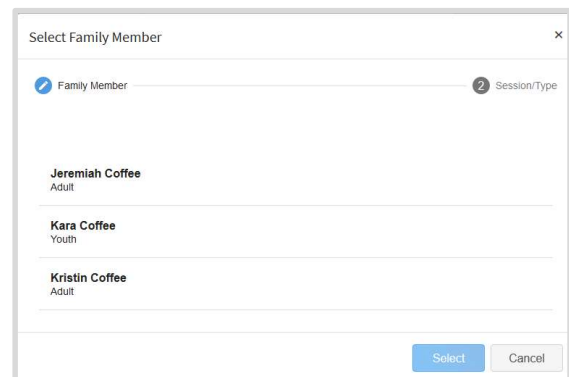 Select Family Member ×
Family Member 2 Session/Type
Jeremiah Coffee
Adult
Kara Coffee
Youth
Kristin Coffee
Adult
Select Cancel